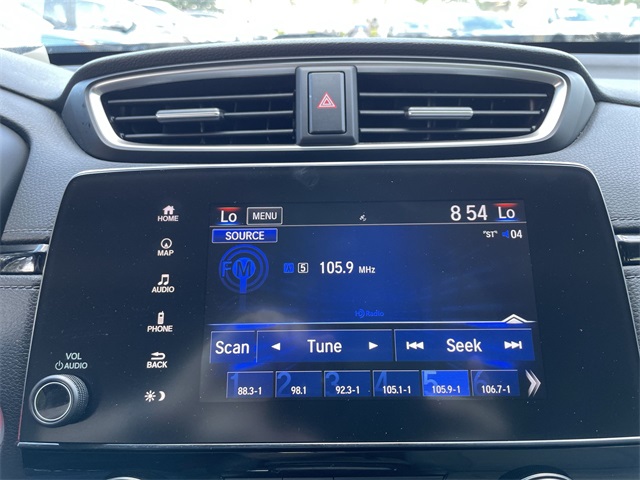 HOME
MAP
AUDIO
PHONE
BACK
VOL
AUDIO
Lo MENU 8 54 Lo
SOURCE "ST" 04
FM 5 105.9 MHz
Scan Tune Seek
1 2 3 4 5 6
88.3-1 98.1 92.3-1 105.1-1 105.9-1 106.7-1